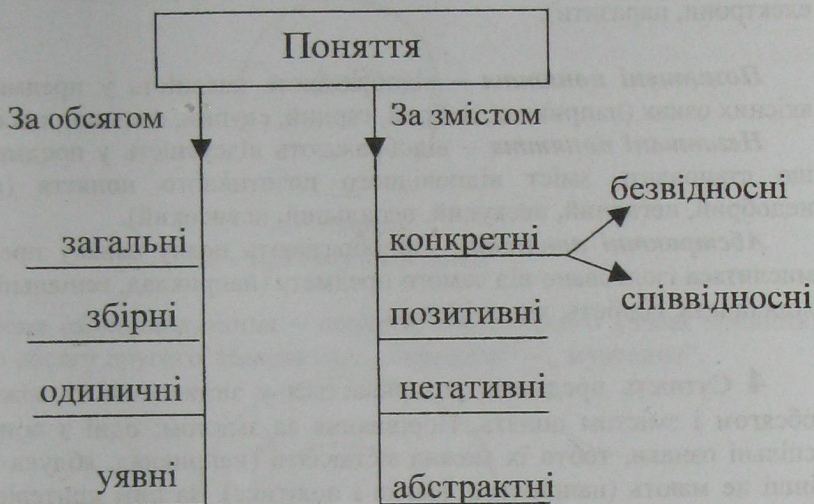 Поняття
За обсягом
За змістом
загальні
збірні
одиничні
уявні
конкретні
безвідносні
співвідносні
позитивні
негативні
абстрактні